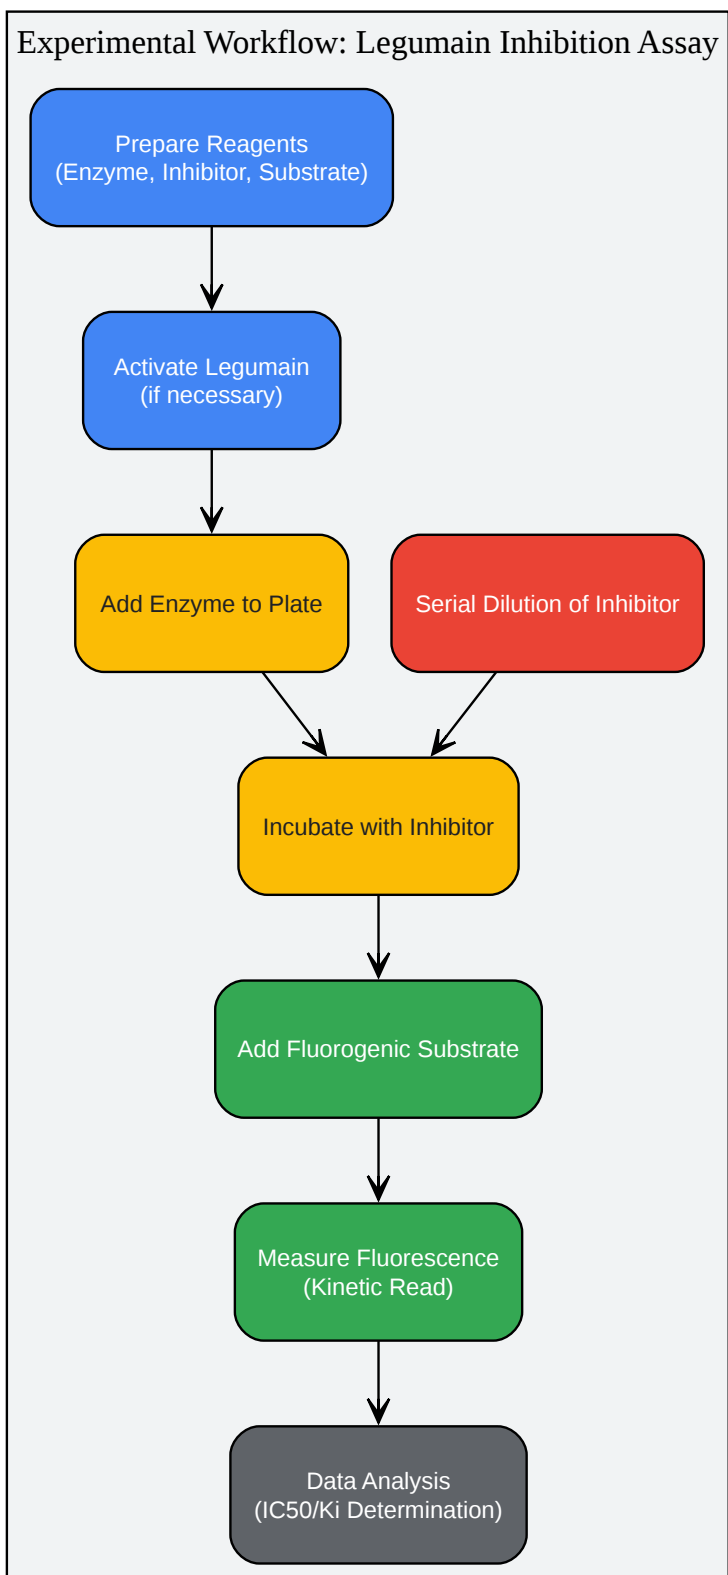 Experimental Workflow: Legumain Inhibition Assay
Prepare Reagents
(Enzyme, Inhibitor, Substrate)
Activate Legumain
(if necessary)
Add Enzyme to Plate
Serial Dilution of Inhibitor
Incubate with Inhibitor
Add Fluorogenic Substrate
Measure Fluorescence
(Kinetic Read)
Data Analysis
(IC50/Ki Determination)